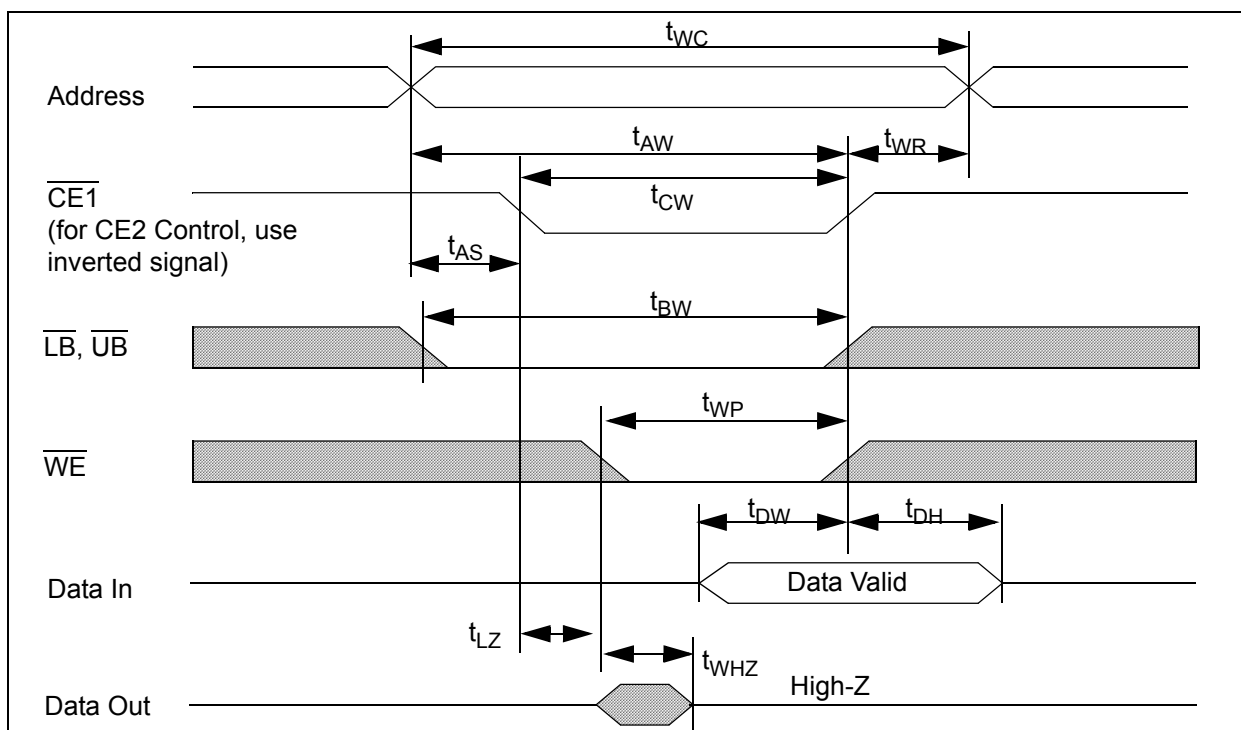 tWC
Address
tAW
tWR
CE1
(for CE2 Control, use
inverted signal)
tCW
tAS
tBW
LB, UB
tWP
WE
tDW
tDH
Data In
Data Valid
tLZ
tWHZ
Data Out
High-Z